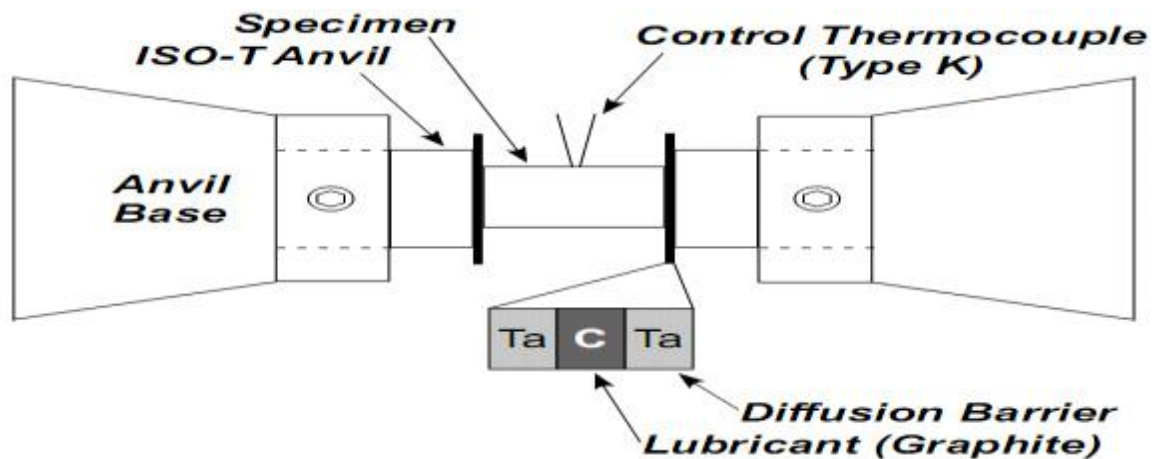 Specimen
ISO-T Anvil
Control Thermocouple
(Type K)
Anvil
Base
Ta C Ta
Diffusion Barrier
Lubricant (Graphite)